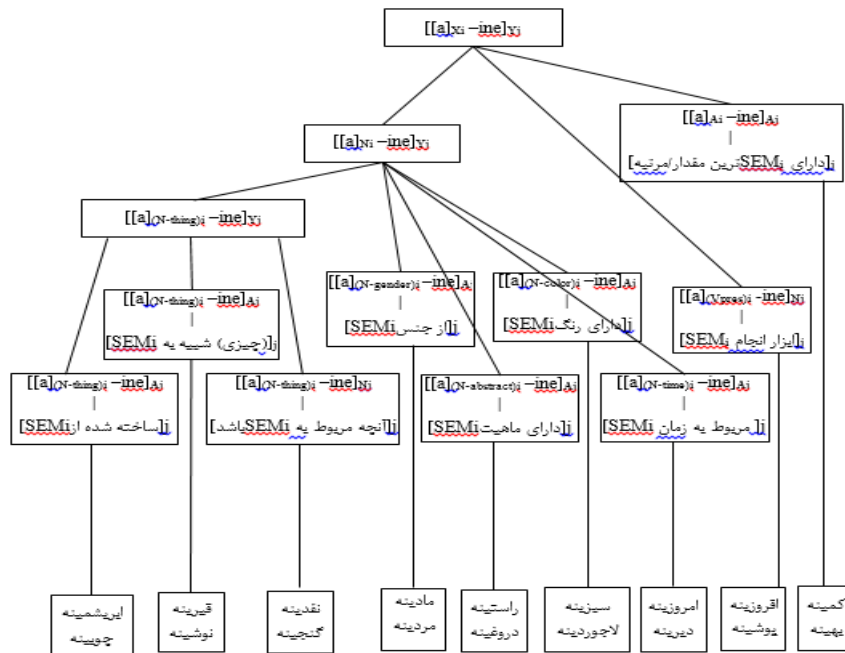 [[a]Xi –ine]Yj
[[a]Ni –ine]Yj
[[a]Ai –ine]Aj
|
[دارای SEMiترین مقدار/مرتبه]j
[[a](N-thing)i –ine]Yj
[[a](N-thing)i –ine]Aj
|
[(چیزی) شبیه به SEMi]j
[[a](N-gender)i –ine]Aj
|
[از جنس SEMi]j
[[a](N-color)i –ine]Aj
|
[دارای رنگ SEMi]j
[[a](Vpres)i -ine]Nj
|
[ابزار انجام SEMi]j
[[a](N-thing)i –ine]Aj
|
[ساخته شده از SEMi]j
[[a](N-thing)i –ine]Nj
|
[آنچه مربوط به SEMi باشد]j
[[a](N-abstract)i –ine]Aj
|
[دارای ماهیت SEMi]j
[[a](N-time)i –ine]Aj
|
[مربوط به زمان SEMi]j
ابریشمینه
چوبینه
قیرینه
نوشینه
نقدینه
گنجینه
مادینه
مردینه
راستینه
دروغینه
سبزینه
لاجوردینه
امروزینه
دیرینه
افروزینه
پوشینه
کمینه
بهینه